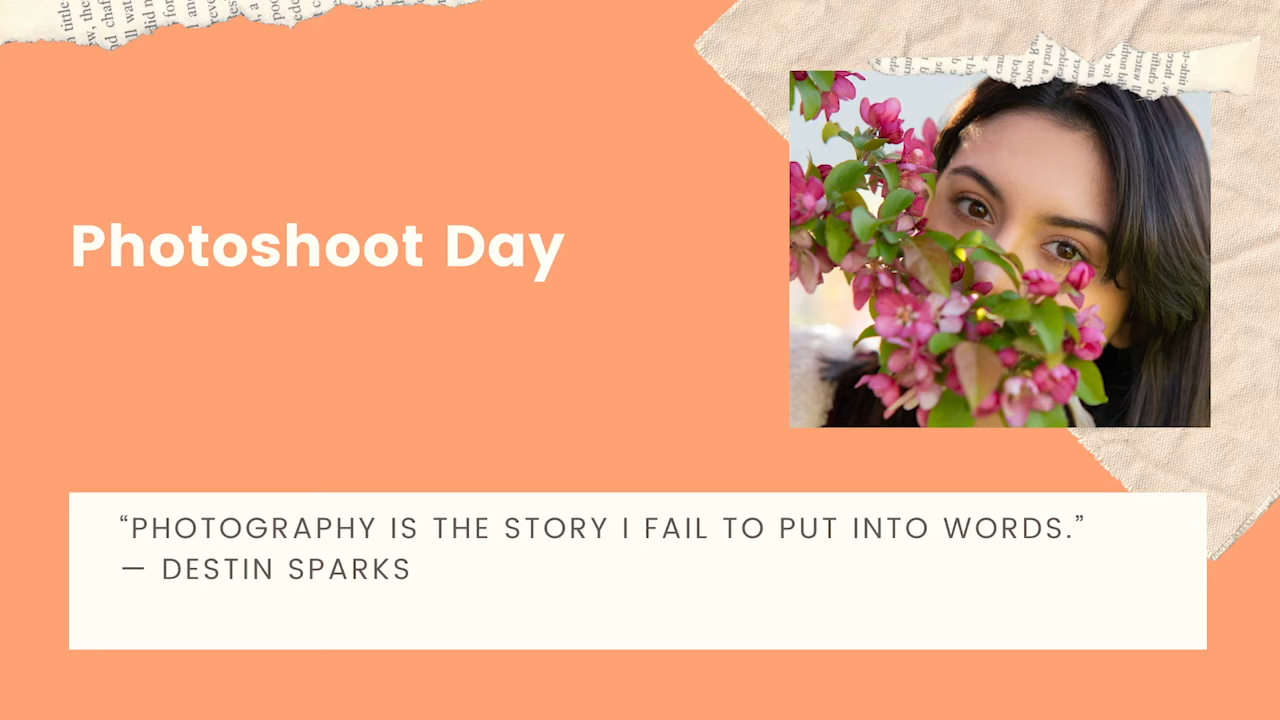 Photoshoot Day
“PHOTOGRAPHY IS THE STORY I FAIL TO PUT INTO WORDS.”
— DESTIN SPARKS